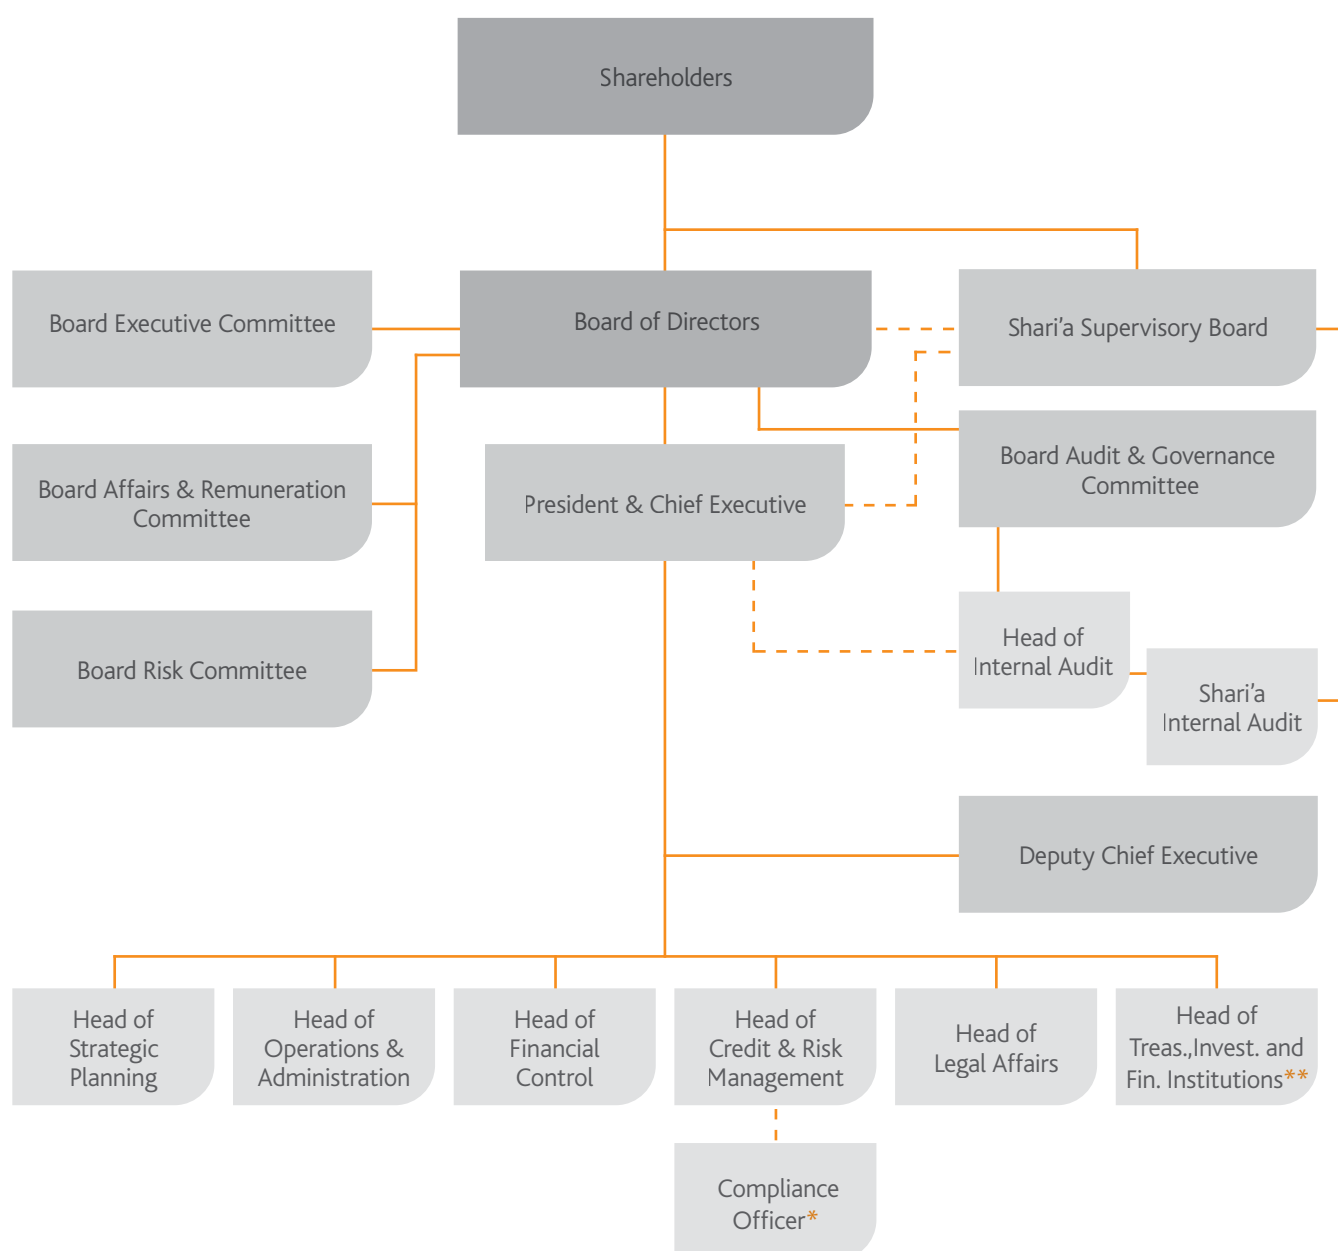 Shareholders
Board Executive Committee
Board of Directors
Shari'a Supervisory Board
Board Affairs & Remuneration
Committee
President & Chief Executive
Board Audit & Governance
Committee
Board Risk Committee
Head of
Internal Audit
Shari'a
Internal Audit
Deputy Chief Executive
Head of
Strategic
Planning
Head of
Operations &
Administration
Head of
Financial
Control
Head of
Credit & Risk
Management
Head of
Legal Affairs
Head of
Treas.,Invest. and
Fin. Institutions**
Compliance
Officer*